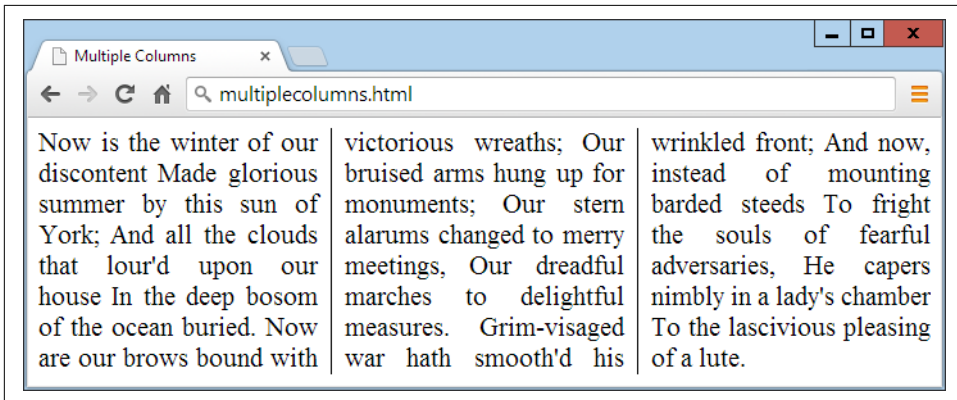 Multiple Columns
multiplecolumns.html
Now is the winter of our
discontent Made glorious
summer by this sun of
York; And all the clouds
that lour'd upon our
house In the deep bosom
of the ocean buried. Now
are our brows bound with
victorious wreaths; Our
bruised arms hung up for
monuments; Our stern
alarums changed to merry
meetings, Our dreadful
marches to delightful
measures. Grim-visaged
war hath smooth'd his
wrinkled front; And now,
instead of mounting
barded steeds To fright
the souls of fearful
adversaries, He capers
nimbly in a lady's chamber
To the lascivious pleasing
of a lute.